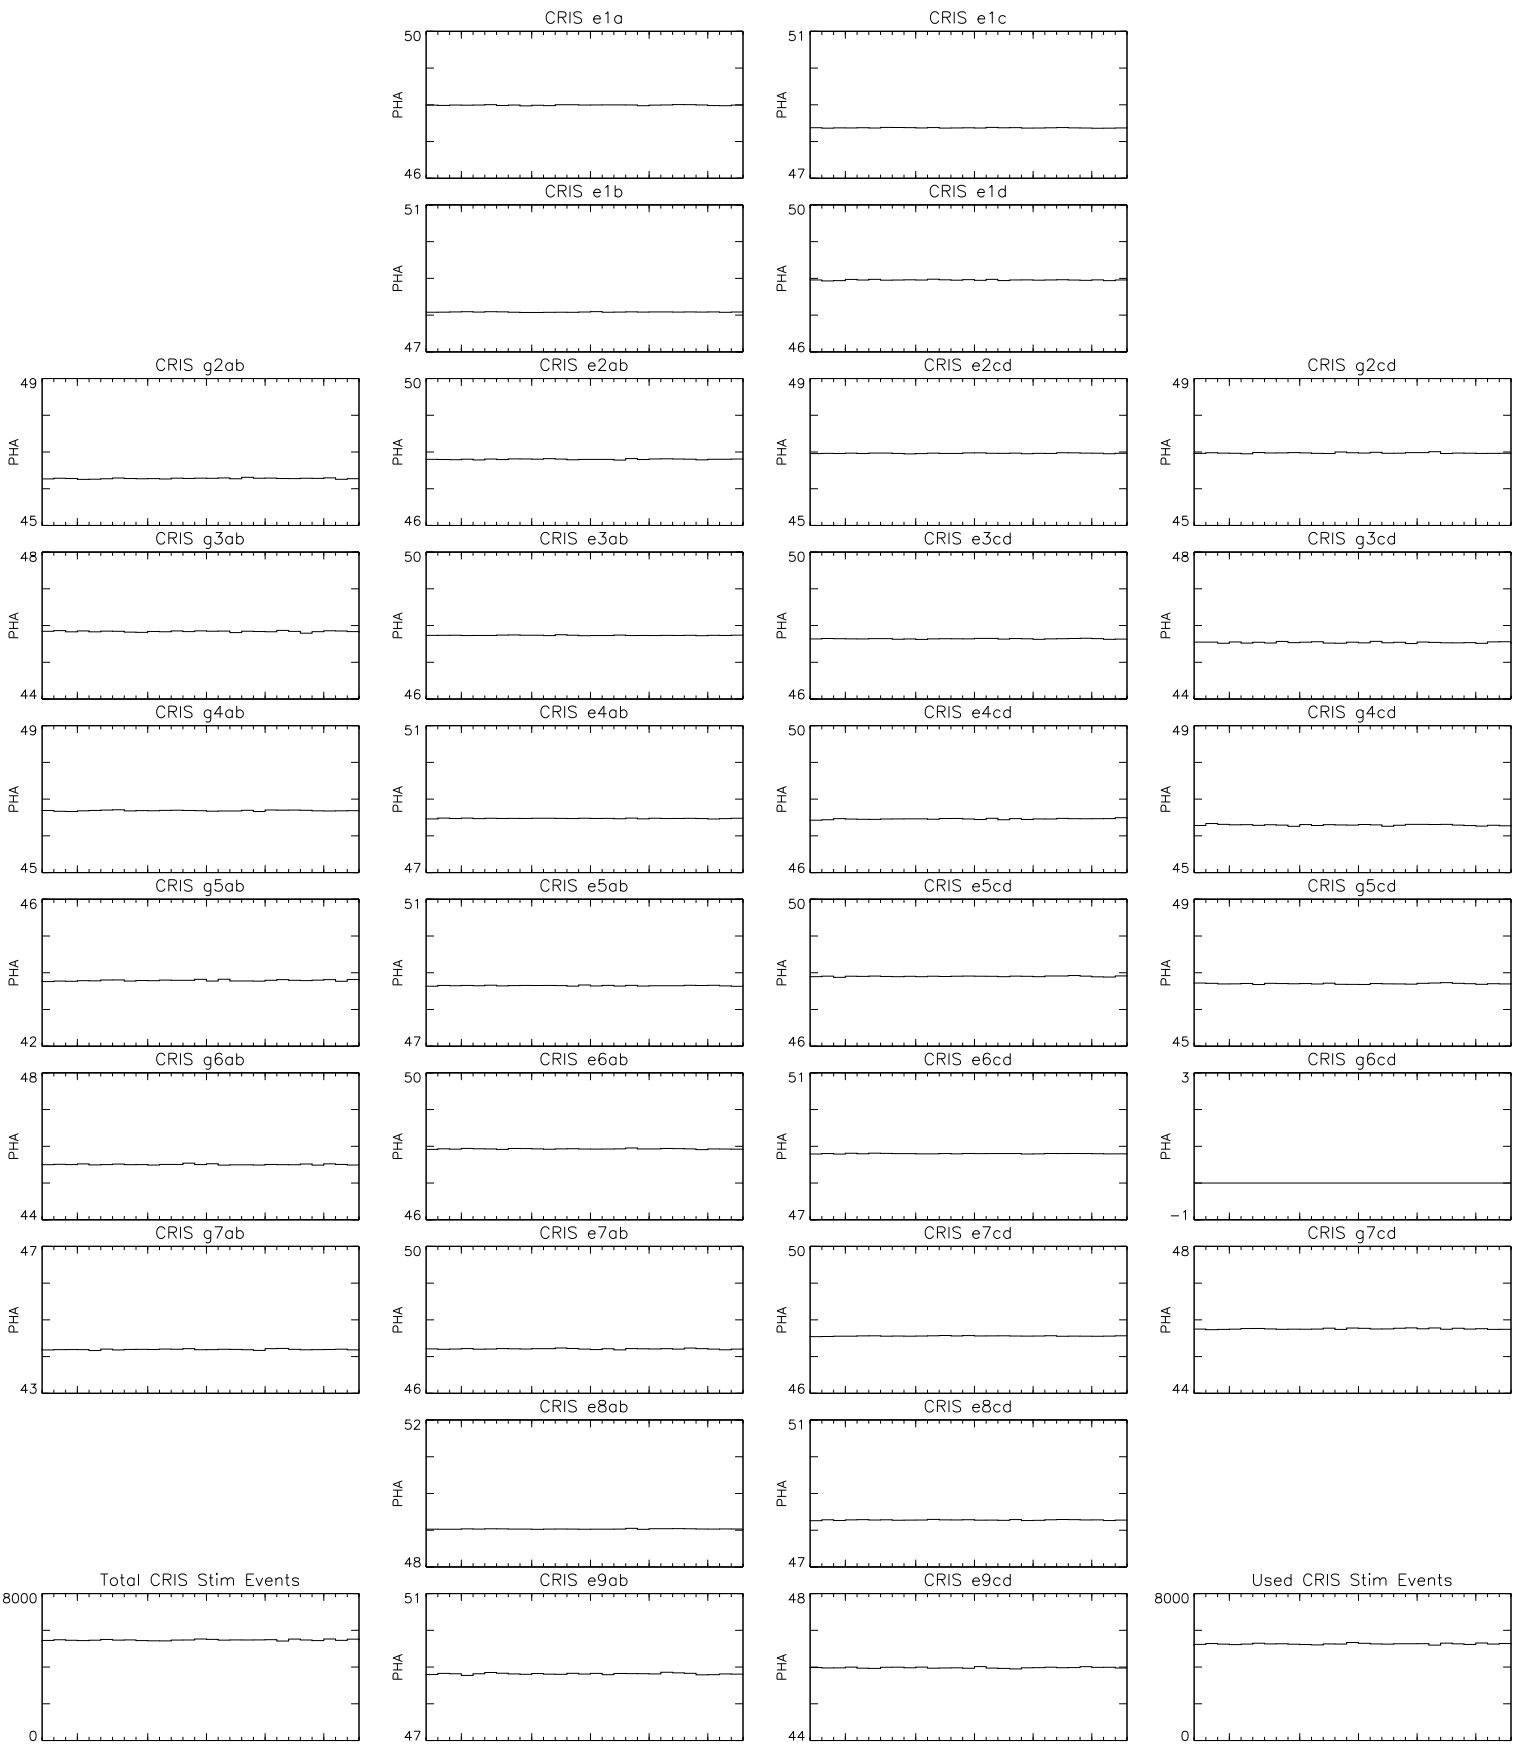 CRIS e1a
50
PHA
46
CRIS e1c
51
PHA
47
CRIS e1b
51
PHA
47
CRIS e1d
50
PHA
46
CRIS g2ab
49
PHA
45
CRIS e2ab
50
PHA
46
CRIS e2cd
49
PHA
45
CRIS g2cd
49
PHA
45
CRIS g3ab
48
PHA
44
CRIS e3ab
50
PHA
46
CRIS e3cd
50
PHA
46
CRIS g3cd
48
PHA
44
CRIS g4ab
49
PHA
45
CRIS e4ab
51
PHA
47
CRIS e4cd
50
PHA
46
CRIS g4cd
49
PHA
45
CRIS g5ab
46
PHA
42
CRIS e5ab
51
PHA
47
CRIS e5cd
50
PHA
46
CRIS g5cd
49
PHA
45
CRIS g6ab
48
PHA
44
CRIS e6ab
50
PHA
46
CRIS e6cd
51
PHA
47
CRIS g6cd
3
PHA
-1
CRIS g7ab
47
PHA
43
CRIS e7ab
50
PHA
46
CRIS e7cd
50
PHA
46
CRIS g7cd
48
PHA
44
CRIS e8ab
52
PHA
48
CRIS e8cd
51
PHA
47
Total CRIS Stim Events
8000
0
CRIS e9ab
51
PHA
47
CRIS e9cd
48
PHA
44
Used CRIS Stim Events
8000
0